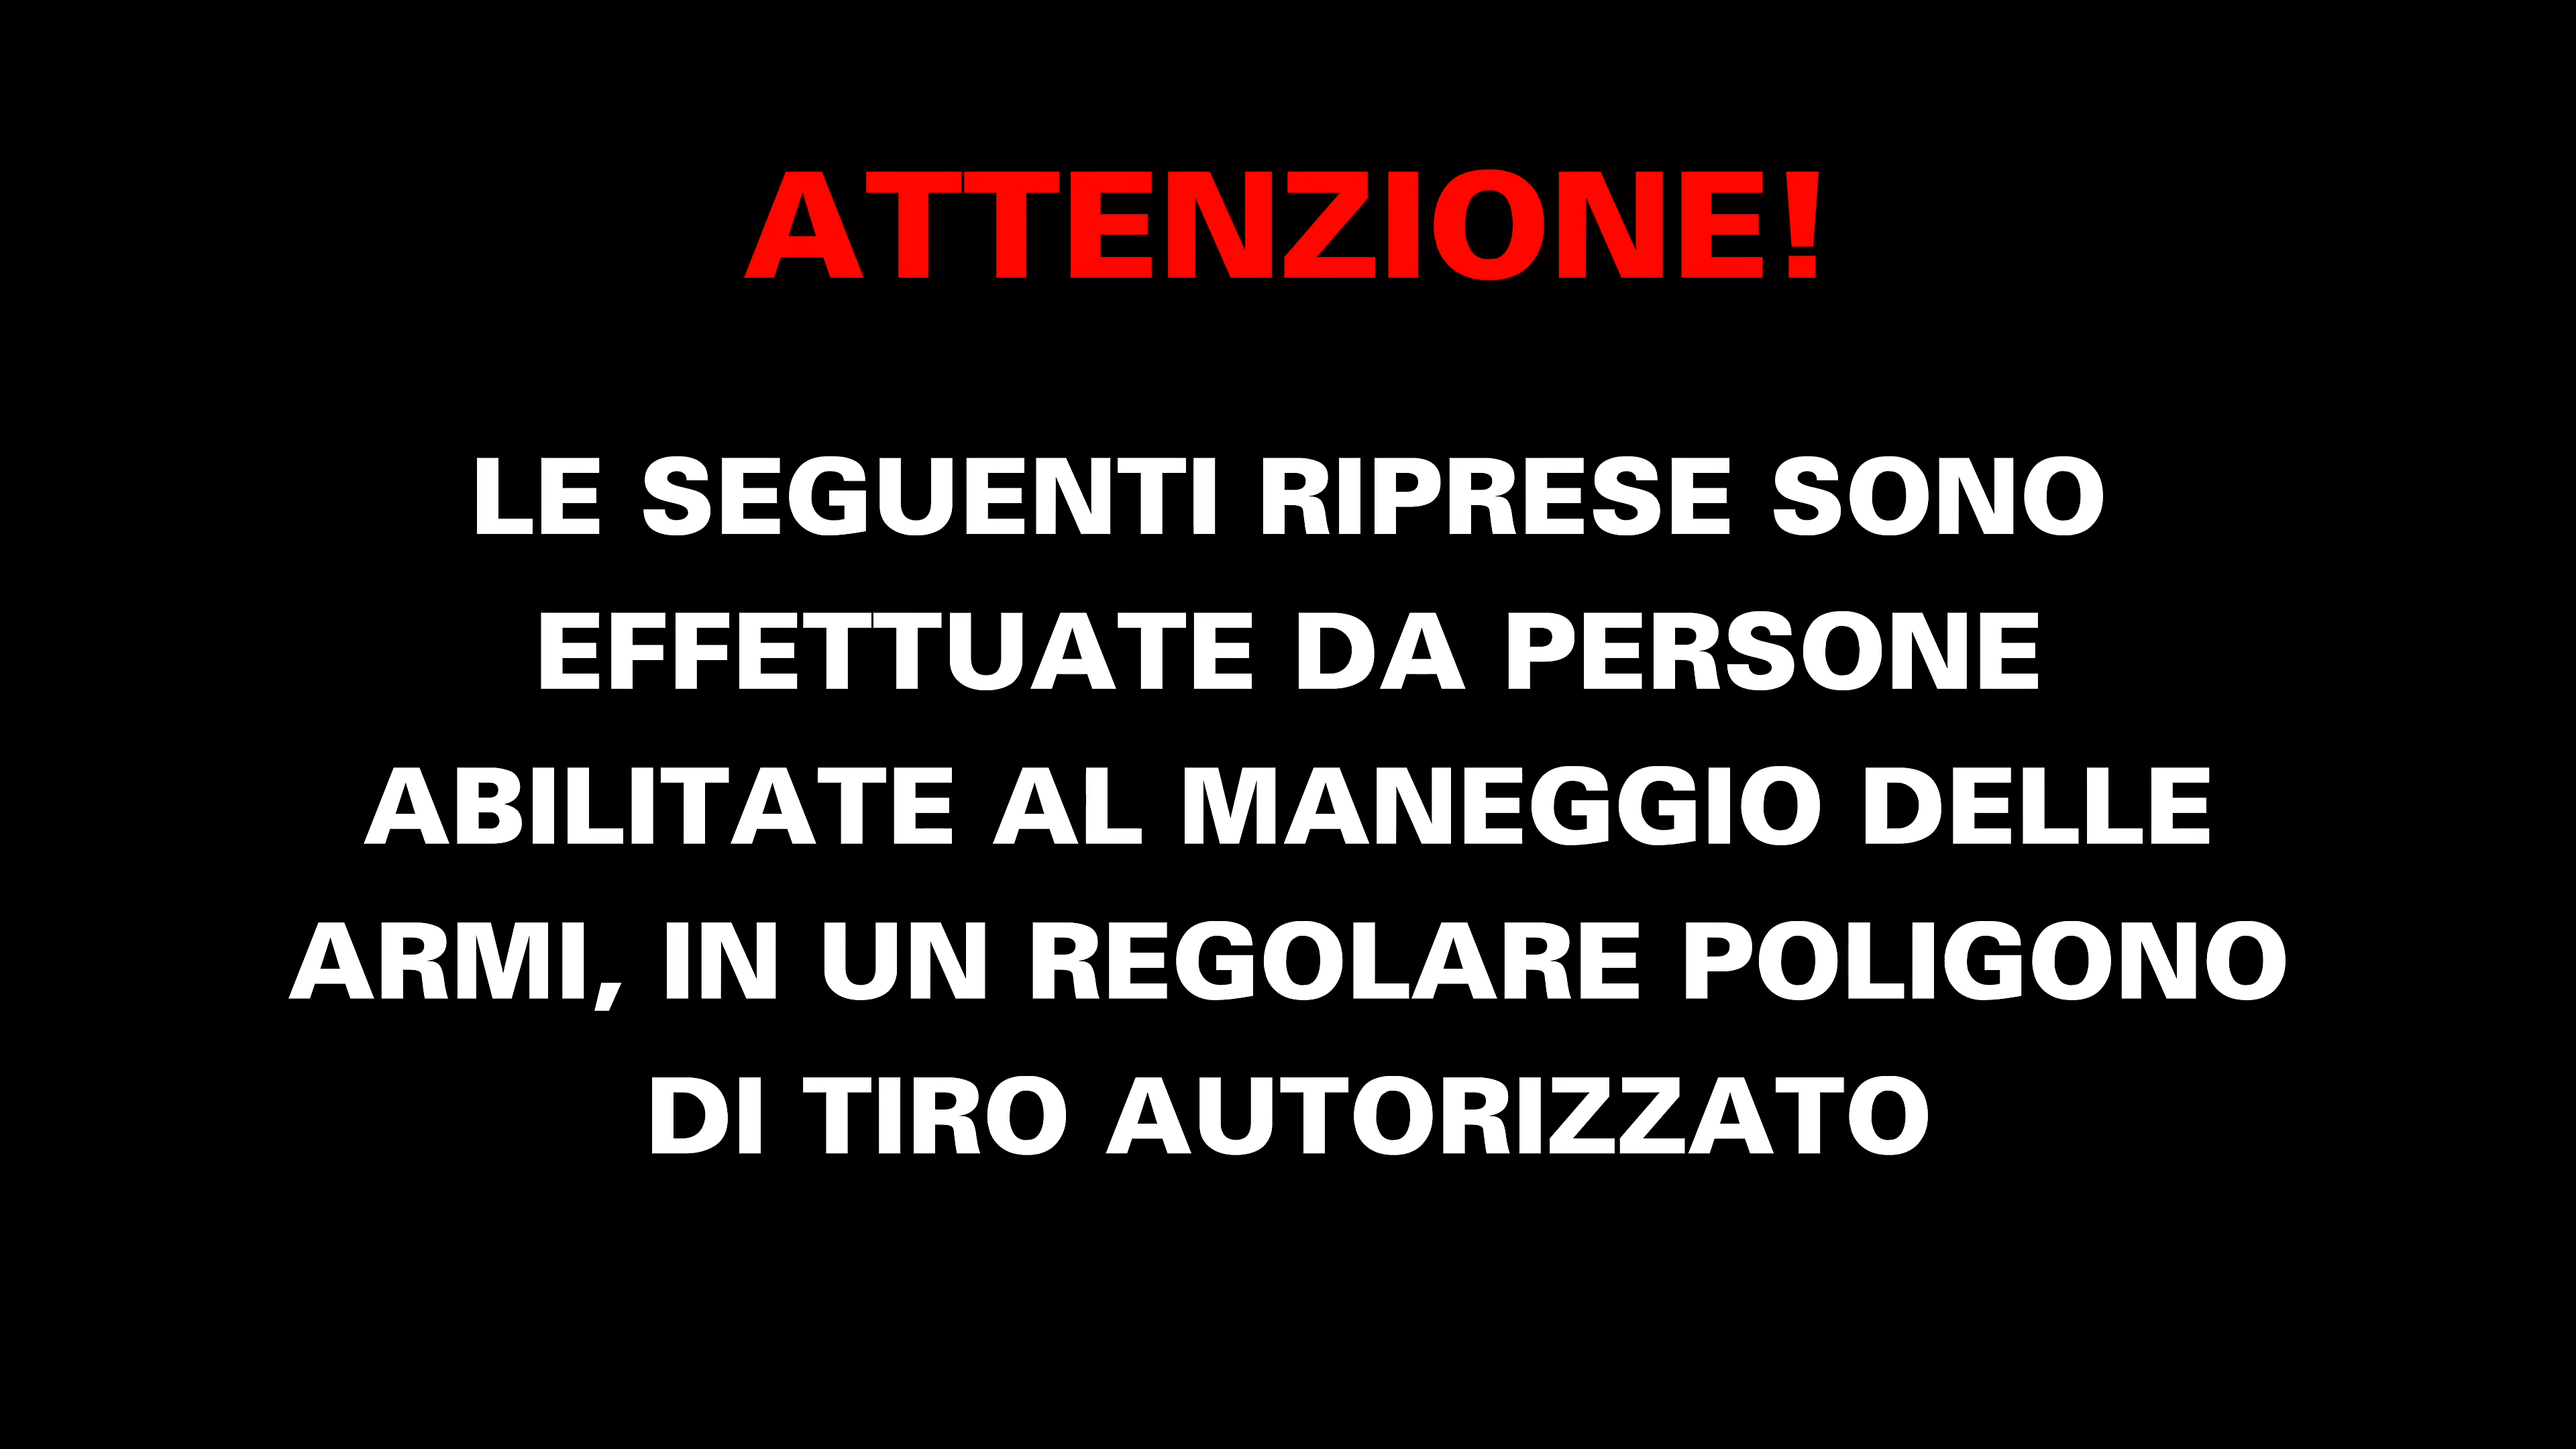 ATTENZIONE!
LE SEGUENTI RIPRESE SONO
EFFETTUATE DA PERSONE
ABILITATE AL MANEGGIO DELLE
ARMI, IN UN REGOLARE POLIGONO
DI TIRO AUTORIZZATO